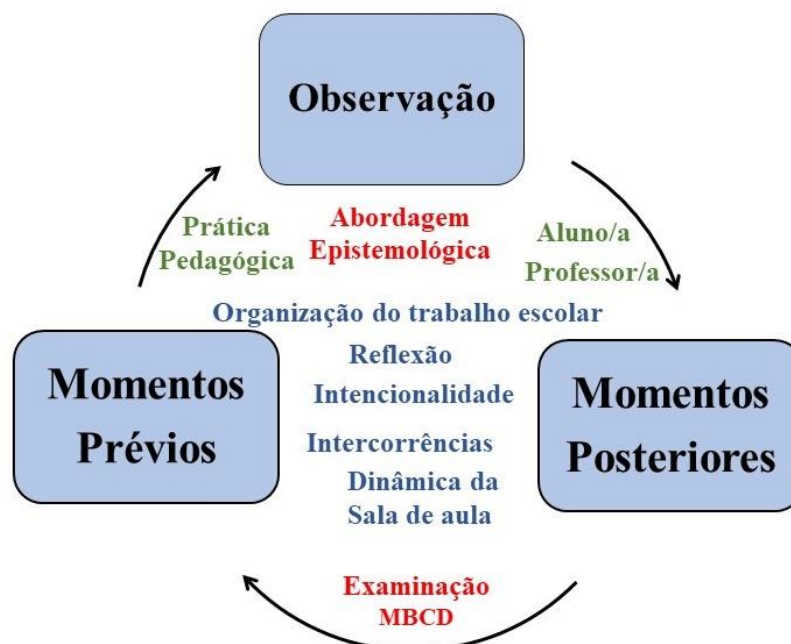 Observação
Prática
Pedagógica
Abordagem
Epistemológica
Aluno/a
Professor/a
Organização do trabalho escolar
Momentos
Prévios
Reflexão
Intencionalidade
Intercorrências
Dinâmica da
Sala de aula
Momentos
Posteriores
Examinação
MBCD